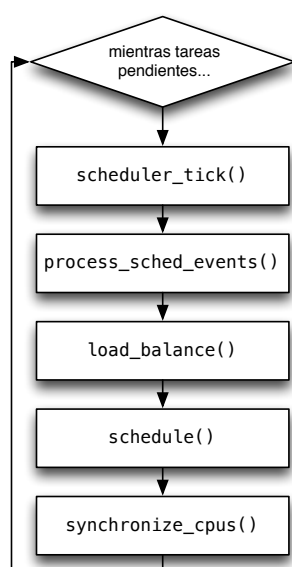 mientras tareas
pendientes...
scheduler_tick()
process_sched_events()
load_balance()
schedule()
synchronize_cpus()